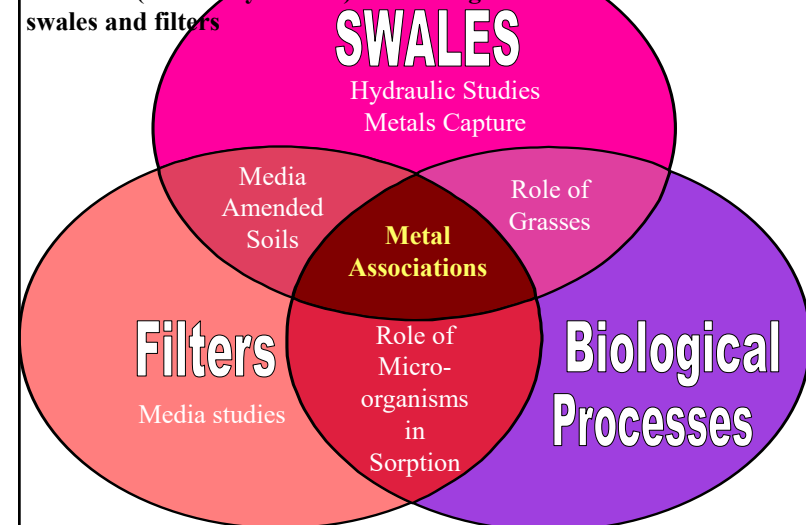 swales and filters
SWALES
Hydraulic Studies
Metals Capture
Media
Amended
Soils
Role of
Grasses
Metal
Associations
Filters
Media studies
Role of
Micro-
organisms
in
Sorption
Biological
Processes